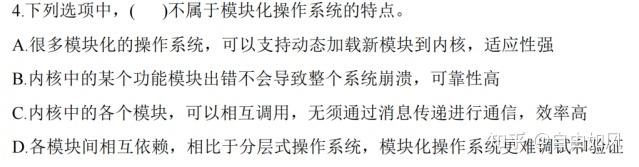 4.下列选项中，(     )不属于模块化操作系统的特点。
A.很多模块化的操作系统，可以支持动态加载新模块到内核，适应性强
B.内核中的某个功能模块出错不会导致整个系统崩溃，可靠性高
C.内核中的各个模块，可以相互调用，无须通过消息传递进行通信，效率高
D.各模块间相互依赖，相比于分层式操作系统，模块化操作系统更难调试和验证
知乎 @自由如风